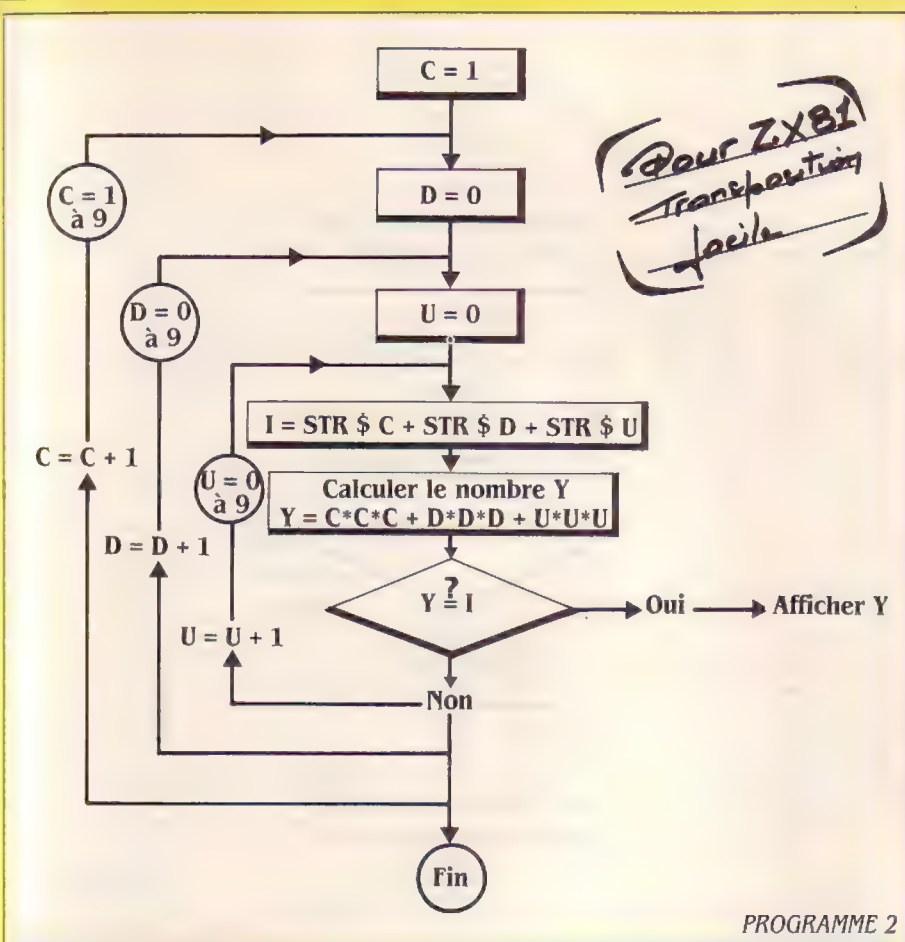 C = 1
Pour ZX81
Transposition
facile
C = 1
à 9
D = 0
D = 0
à 9
U = 0
I = STR $ C + STR $ D + STR $ U
C = C + 1
U = 0
à 9
Calculer le nombre Y
Y = C*C*C + D*D*D + U*U*U
D = D + 1
Y ?= I
Oui
Afficher Y
U = U + 1
Non
Fin
PROGRAMME 2